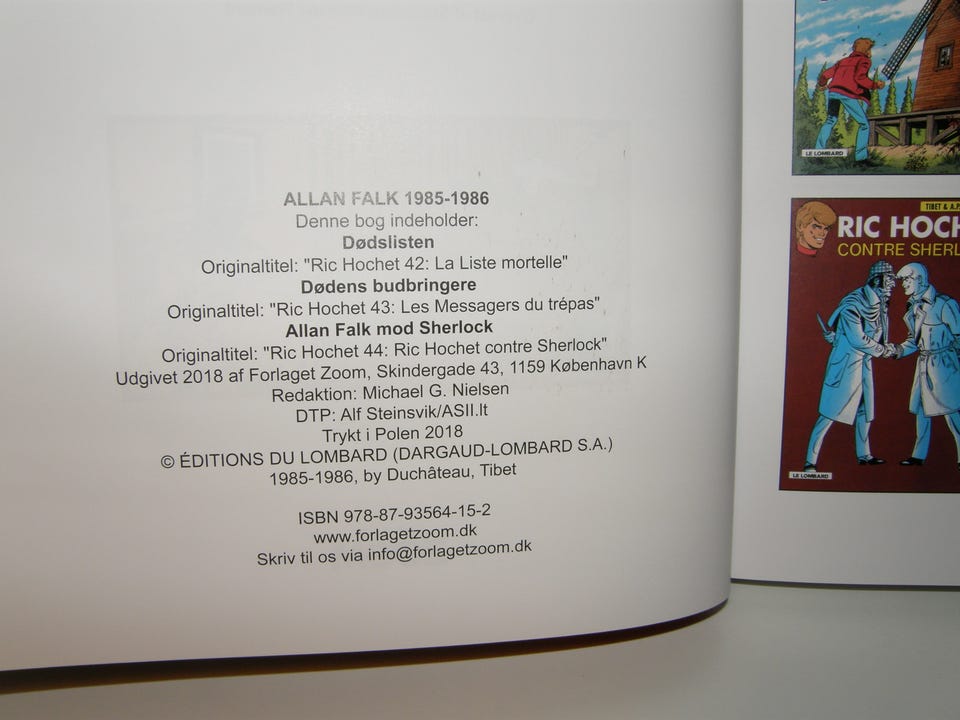 ALLAN FALK 1985-1986
Denne bog indeholder:
Dødslisten
Originaltitel: "Ric Hochet 42: La Liste mortelle"
Dødens budbringere
Originaltitel: "Ric Hochet 43: Les Messagers du trépas"
Allan Falk mod Sherlock
Originaltitel: "Ric Hochet 44: Ric Hochet contre Sherlock"
Udgivet 2018 af Forlaget Zoom, Skindergade 43, 1159 København K
Redaktion: Michael G. Nielsen
DTP: Alf Steinsvik/ASII.lt
Trykt i Polen 2018
© ÉDITIONS DU LOMBARD (DARGAUD-LOMBARD S.A.)
1985-1986, by Duchâteau, Tibet
ISBN 978-87-93564-15-2
www.forlagetzoom.dk
Skriv til os via info@forlagetzoom.dk
LE LOMBARD
TIBET & A.P.
RIC HOCH
CONTRE SHERL
LE LOMBARD